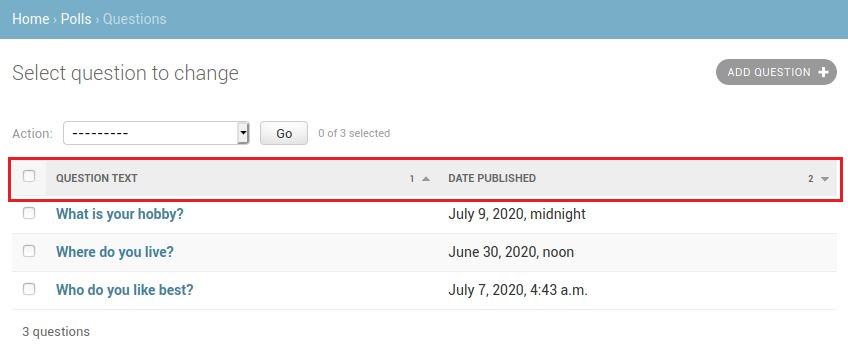 Home › Polls › Questions
Select question to change
ADD QUESTION +
Action: --------- Go 0 of 3 selected
QUESTION TEXT 1 DATE PUBLISHED 2
What is your hobby? July 9, 2020, midnight
Where do you live? June 30, 2020, noon
Who do you like best? July 7, 2020, 4:43 a.m.
3 questions